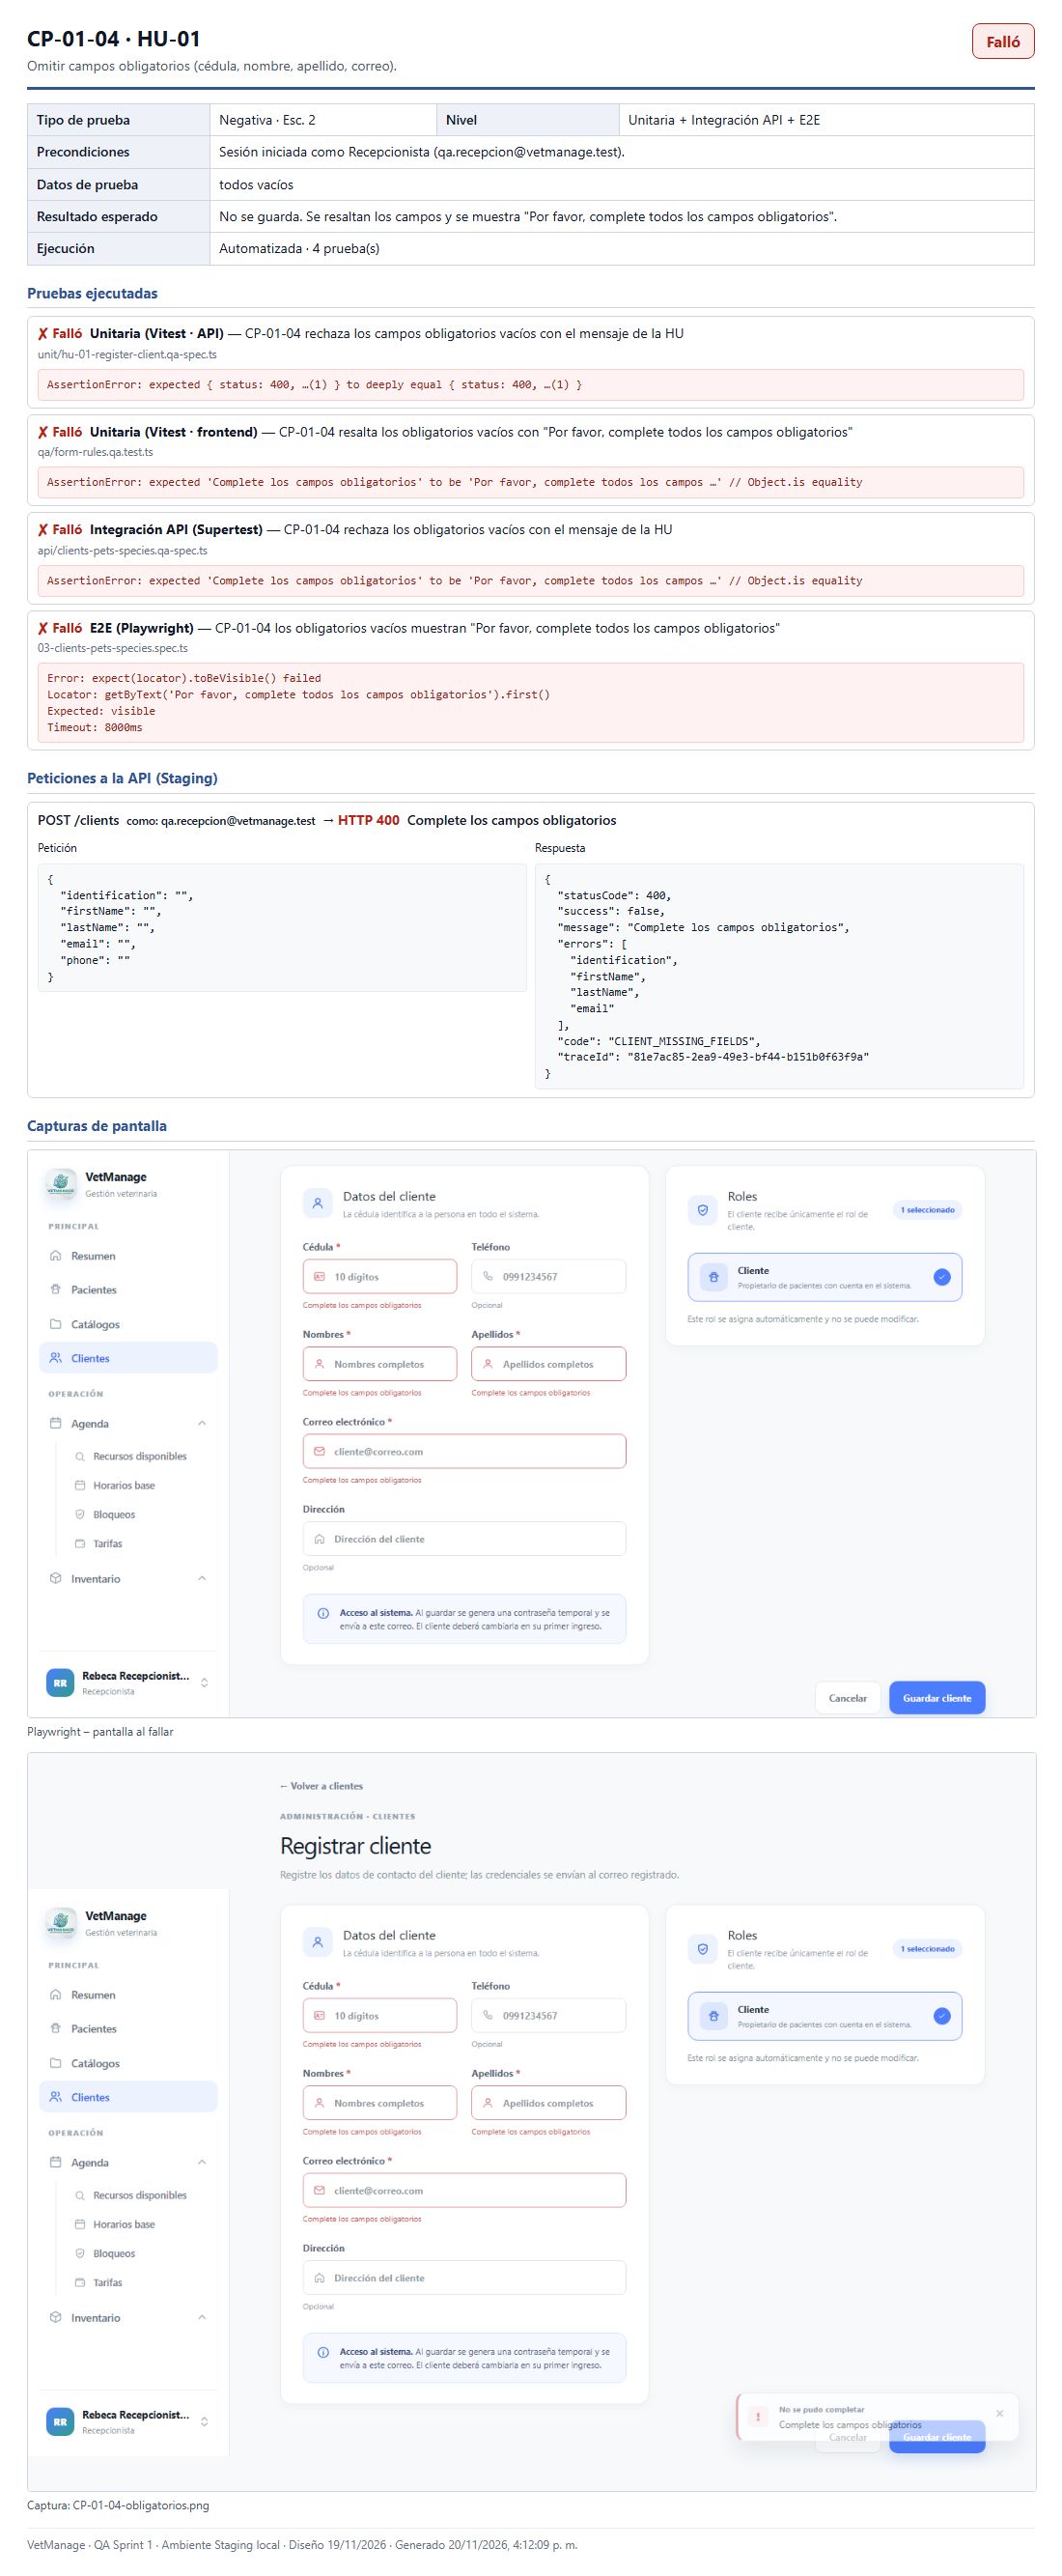 CP-01-04 · HU-01
Falló
Omitir campos obligatorios (cédula, nombre, apellido, correo).
Tipo de prueba
Negativa · Esc. 2
Nivel
Unitaria + Integración API + E2E
Precondiciones
Sesión iniciada como Recepcionista (qa.recepcion@vetmanage.test).
Datos de prueba
todos vacíos
Resultado esperado
No se guarda. Se resaltan los campos y se muestra "Por favor, complete todos los campos obligatorios".
Ejecución
Automatizada · 4 prueba(s)
Pruebas ejecutadas
✘ Falló Unitaria (Vitest · API) — CP-01-04 rechaza los campos obligatorios vacíos con el mensaje de la HU
unit/hu-01-register-client.qa-spec.ts
AssertionError: expected { status: 400, …(1) } to deeply equal { status: 400, …(1) }
✘ Falló Unitaria (Vitest · frontend) — CP-01-04 resalta los obligatorios vacíos con "Por favor, complete todos los campos obligatorios"
qa/form-rules.qa.test.ts
AssertionError: expected 'Complete los campos obligatorios' to be 'Por favor, complete todos los campos …' // Object.is equality
✘ Falló Integración API (Supertest) — CP-01-04 rechaza los obligatorios vacíos con el mensaje de la HU
api/clients-pets-species.qa-spec.ts
AssertionError: expected 'Complete los campos obligatorios' to be 'Por favor, complete todos los campos …' // Object.is equality
✘ Falló E2E (Playwright) — CP-01-04 los obligatorios vacíos muestran "Por favor, complete todos los campos obligatorios"
03-clients-pets-species.spec.ts
Error: expect(locator).toBeVisible() failed
Locator: getByText('Por favor, complete todos los campos obligatorios').first()
Expected: visible
Timeout: 8000ms
Peticiones a la API (Staging)
POST /clients como: qa.recepcion@vetmanage.test → HTTP 400 Complete los campos obligatorios
Petición
{
"identification": "",
"firstName": "",
"lastName": "",
"email": "",
"phone": ""
}
Respuesta
{
"statusCode": 400,
"success": false,
"message": "Complete los campos obligatorios",
"errors": [
"identification",
"firstName",
"lastName",
"email"
],
"code": "CLIENT_MISSING_FIELDS",
"traceId": "81e7ac85-2ea9-49e3-bf44-b151b0f63f9a"
}
Capturas de pantalla
VetManage
Gestión veterinaria
PRINCIPAL
Resumen
Pacientes
Catálogos
Clientes
OPERACIÓN
Agenda
Recursos disponibles
Horarios base
Bloqueos
Tarifas
Inventario
RR
Rebeca Recepcionist...
Recepcionista
Datos del cliente
La cédula identifica a la persona en todo el sistema.
Cédula *
Teléfono
10 dígitos
0991234567
Complete los campos obligatorios
Opcional
Nombres *
Apellidos *
Nombres completos
Apellidos completos
Complete los campos obligatorios
Complete los campos obligatorios
Correo electrónico *
cliente@correo.com
Complete los campos obligatorios
Dirección
Dirección del cliente
Opcional
Acceso al sistema. Al guardar se genera una contraseña temporal y se
envía a este correo. El cliente deberá cambiarla en su primer ingreso.
Roles
El cliente recibe únicamente el rol de
cliente.
1 seleccionado
Cliente
Propietario de pacientes con cuenta en el sistema.
Este rol se asigna automáticamente y no se puede modificar.
Cancelar
Guardar cliente
Playwright – pantalla al fallar
← Volver a clientes
ADMINISTRACIÓN · CLIENTES
Registrar cliente
Registre los datos de contacto del cliente; las credenciales se envían al correo registrado.
VetManage
Gestión veterinaria
PRINCIPAL
Resumen
Pacientes
Catálogos
Clientes
OPERACIÓN
Agenda
Recursos disponibles
Horarios base
Bloqueos
Tarifas
Inventario
RR
Rebeca Recepcionist...
Recepcionista
Datos del cliente
La cédula identifica a la persona en todo el sistema.
Cédula *
Teléfono
10 dígitos
0991234567
Complete los campos obligatorios
Opcional
Nombres *
Apellidos *
Nombres completos
Apellidos completos
Complete los campos obligatorios
Complete los campos obligatorios
Correo electrónico *
cliente@correo.com
Complete los campos obligatorios
Dirección
Dirección del cliente
Opcional
Acceso al sistema. Al guardar se genera una contraseña temporal y se
envía a este correo. El cliente deberá cambiarla en su primer ingreso.
Roles
El cliente recibe únicamente el rol de
cliente.
1 seleccionado
Cliente
Propietario de pacientes con cuenta en el sistema.
Este rol se asigna automáticamente y no se puede modificar.
No se pudo completar
Complete los campos obligatorios
Cancelar
Guardar cliente
Captura: CP-01-04-obligatorios.png
VetManage · QA Sprint 1 · Ambiente Staging local · Diseño 19/11/2026 · Generado 20/11/2026, 4:12:09 p. m.